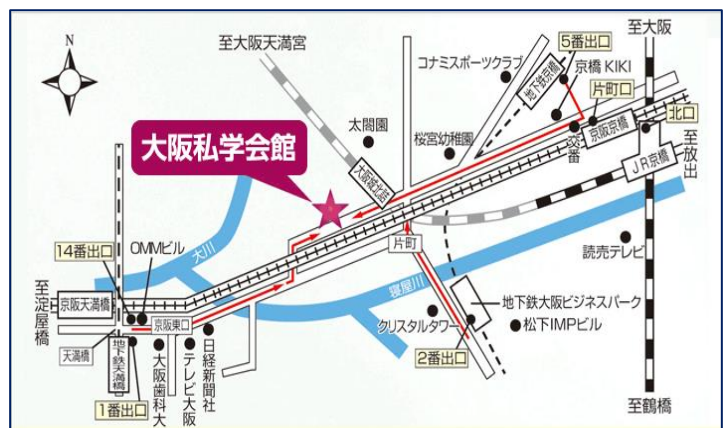 N
至大阪天満宮
コナミスポーツクラブ
地下鉄京橋
5番出口
京橋 KIKI
片町口
至大阪
太閤園
桜宮幼稚園
交番
京阪京橋
北口
JR京橋
至放出
大阪私学会館
大阪城北詰
片町
読売テレビ
14番出口
OMMビル
大川
寝屋川
至淀屋橋
京阪天満橋
天満橋
地下鉄天満橋
京阪東口
1番出口
大阪歯科大
テレビ大阪
日経新聞社
クリスタルタワー
地下鉄大阪ビジネスパーク
松下IMPビル
2番出口
至鶴橋